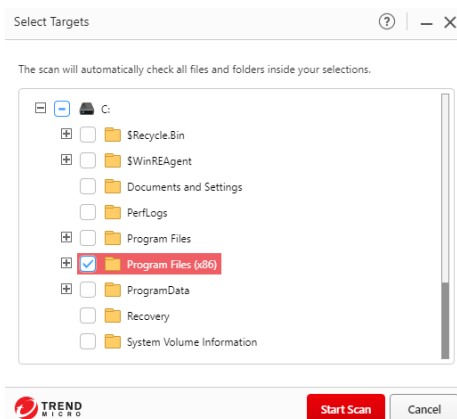 Select Targets
The scan will automatically check all files and folders inside your selections.
C:
$Recycle.Bin
$WinREAgent
Documents and Settings
PerfLogs
Program Files
Program Files (x86)
ProgramData
Recovery
System Volume Information
TREND
MICRO
Start Scan
Cancel